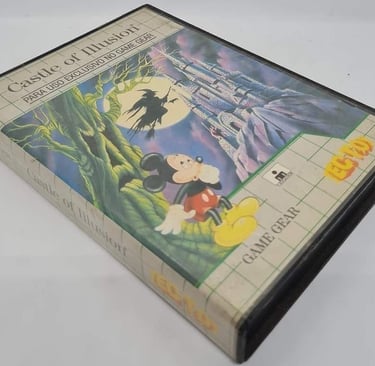 Castle of Illusion
PARA USO EXCLUSIVO NO GAME GEAR
GAME GEAR
Castle of Illusion